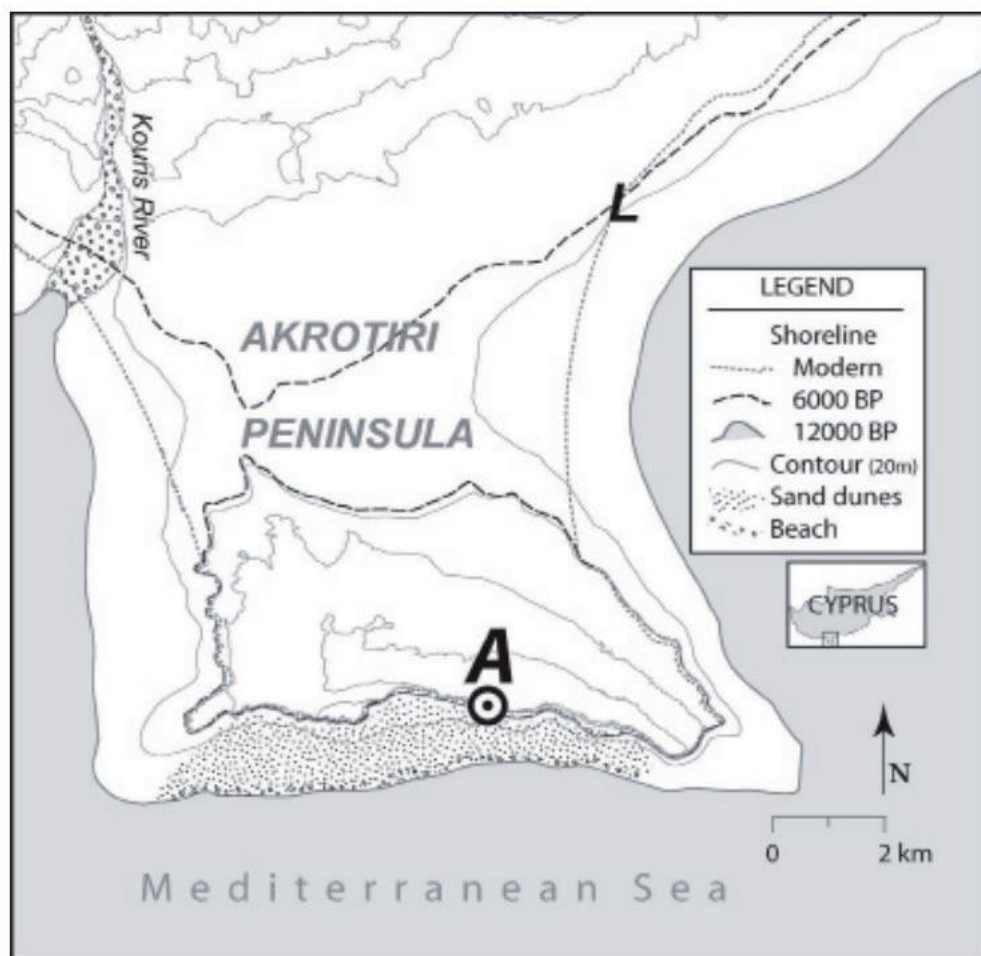 Kouris River
L
AKROTIRI
PENINSULA
LEGEND
Shoreline
Modern
6000 BP
12000 BP
Contour (20m)
Sand dunes
Beach
CYPRUS
A
N
0 2 km
Mediterranean Sea